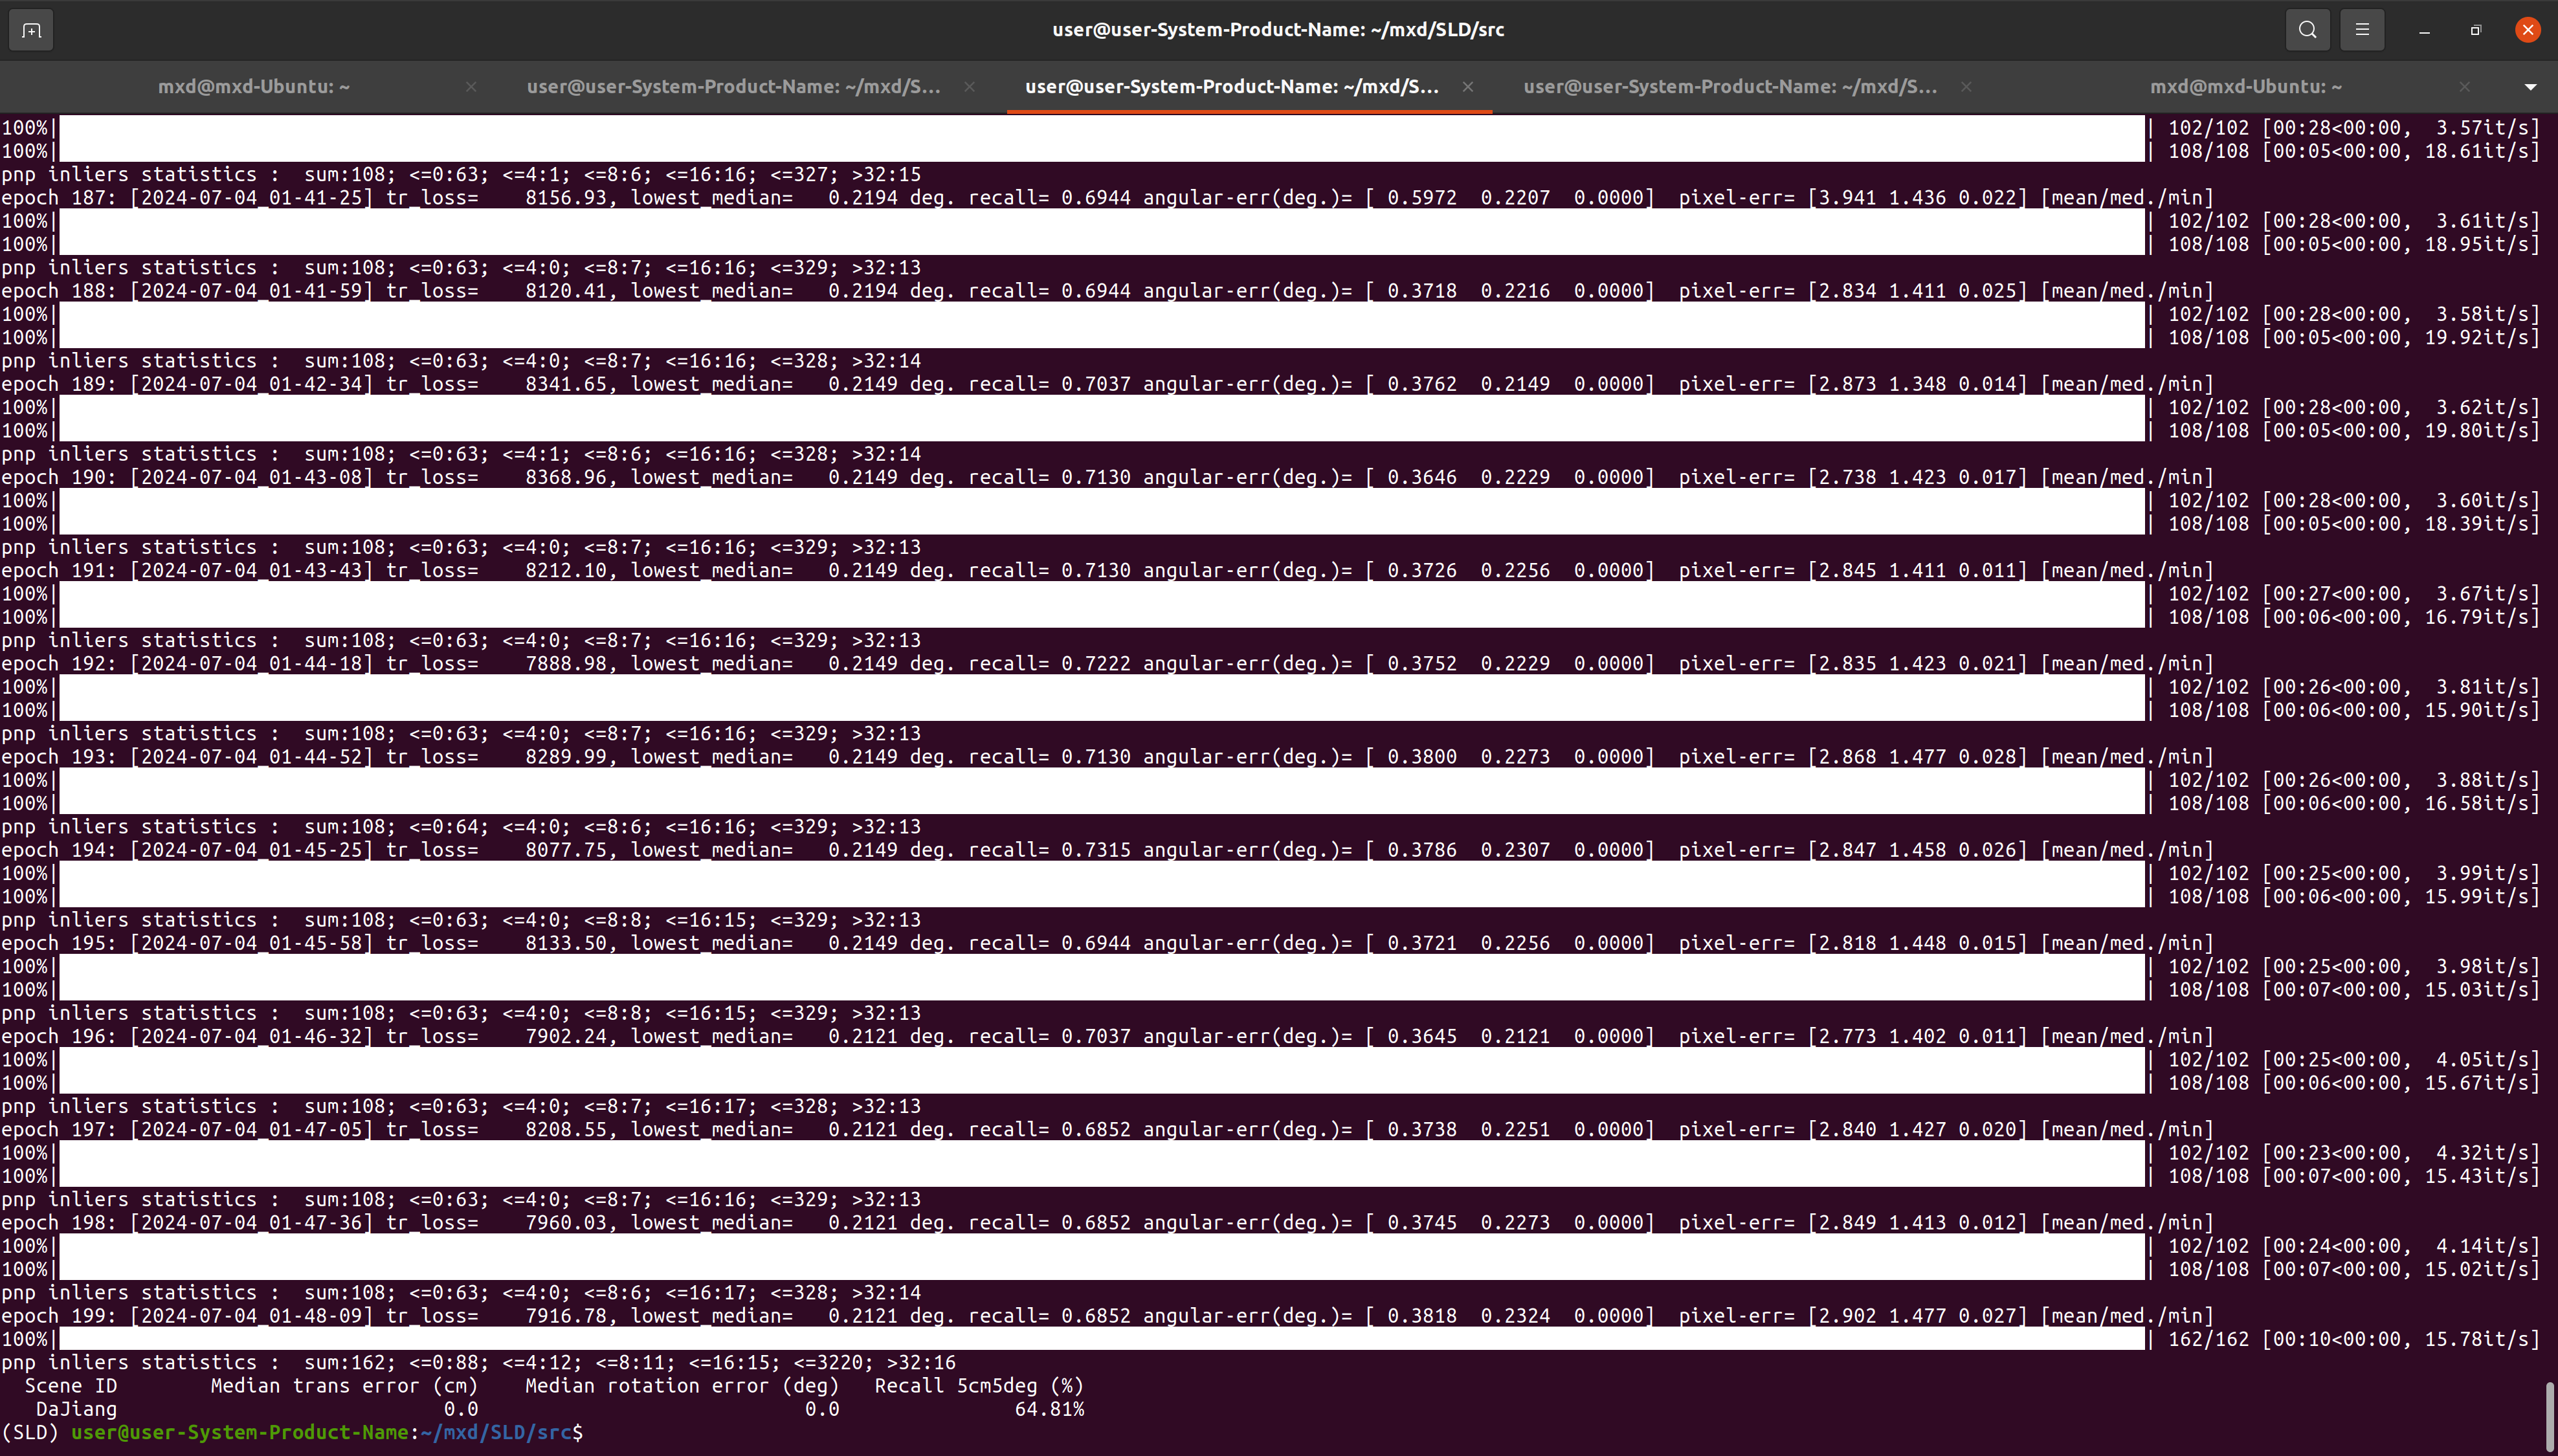 user@user-System-Product-Name: ~/mxd/SLD/src
mxd@mxd-Ubuntu: ~ user@user-System-Product-Name: ~/mxd/S... user@user-System-Product-Name: ~/mxd/S... user@user-System-Product-Name: ~/mxd/S... mxd@mxd-Ubuntu: ~
100%| | 102/102 [00:28<00:00,  3.57it/s]
100%| | 108/108 [00:05<00:00, 18.61it/s]
pnp inliers statistics :  sum:108; <=0:63; <=4:1; <=8:6; <=16:16; <=327; >32:15
epoch 187: [2024-07-04_01-41-25] tr_loss=    8156.93, lowest_median=   0.2194 deg. recall= 0.6944 angular-err(deg.)= [ 0.5972  0.2207  0.0000]  pixel-err= [3.941 1.436 0.022] [mean/med./min]
100%| | 102/102 [00:28<00:00,  3.61it/s]
100%| | 108/108 [00:05<00:00, 18.95it/s]
pnp inliers statistics :  sum:108; <=0:63; <=4:0; <=8:7; <=16:16; <=329; >32:13
epoch 188: [2024-07-04_01-41-59] tr_loss=    8120.41, lowest_median=   0.2194 deg. recall= 0.6944 angular-err(deg.)= [ 0.3718  0.2216  0.0000]  pixel-err= [2.834 1.411 0.025] [mean/med./min]
100%| | 102/102 [00:28<00:00,  3.58it/s]
100%| | 108/108 [00:05<00:00, 19.92it/s]
pnp inliers statistics :  sum:108; <=0:63; <=4:0; <=8:7; <=16:16; <=328; >32:14
epoch 189: [2024-07-04_01-42-34] tr_loss=    8341.65, lowest_median=   0.2149 deg. recall= 0.7037 angular-err(deg.)= [ 0.3762  0.2149  0.0000]  pixel-err= [2.873 1.348 0.014] [mean/med./min]
100%| | 102/102 [00:28<00:00,  3.62it/s]
100%| | 108/108 [00:05<00:00, 19.80it/s]
pnp inliers statistics :  sum:108; <=0:63; <=4:1; <=8:6; <=16:16; <=328; >32:14
epoch 190: [2024-07-04_01-43-08] tr_loss=    8368.96, lowest_median=   0.2149 deg. recall= 0.7130 angular-err(deg.)= [ 0.3646  0.2229  0.0000]  pixel-err= [2.738 1.423 0.017] [mean/med./min]
100%| | 102/102 [00:28<00:00,  3.60it/s]
100%| | 108/108 [00:05<00:00, 18.39it/s]
pnp inliers statistics :  sum:108; <=0:63; <=4:0; <=8:7; <=16:16; <=329; >32:13
epoch 191: [2024-07-04_01-43-43] tr_loss=    8212.10, lowest_median=   0.2149 deg. recall= 0.7130 angular-err(deg.)= [ 0.3726  0.2256  0.0000]  pixel-err= [2.845 1.411 0.011] [mean/med./min]
100%| | 102/102 [00:27<00:00,  3.67it/s]
100%| | 108/108 [00:06<00:00, 16.79it/s]
pnp inliers statistics :  sum:108; <=0:63; <=4:0; <=8:7; <=16:16; <=329; >32:13
epoch 192: [2024-07-04_01-44-18] tr_loss=    7888.98, lowest_median=   0.2149 deg. recall= 0.7222 angular-err(deg.)= [ 0.3752  0.2229  0.0000]  pixel-err= [2.835 1.423 0.021] [mean/med./min]
100%| | 102/102 [00:26<00:00,  3.81it/s]
100%| | 108/108 [00:06<00:00, 15.90it/s]
pnp inliers statistics :  sum:108; <=0:63; <=4:0; <=8:7; <=16:16; <=329; >32:13
epoch 193: [2024-07-04_01-44-52] tr_loss=    8289.99, lowest_median=   0.2149 deg. recall= 0.7130 angular-err(deg.)= [ 0.3800  0.2273  0.0000]  pixel-err= [2.868 1.477 0.028] [mean/med./min]
100%| | 102/102 [00:26<00:00,  3.88it/s]
100%| | 108/108 [00:06<00:00, 16.58it/s]
pnp inliers statistics :  sum:108; <=0:64; <=4:0; <=8:6; <=16:16; <=329; >32:13
epoch 194: [2024-07-04_01-45-25] tr_loss=    8077.75, lowest_median=   0.2149 deg. recall= 0.7315 angular-err(deg.)= [ 0.3786  0.2307  0.0000]  pixel-err= [2.847 1.458 0.026] [mean/med./min]
100%| | 102/102 [00:25<00:00,  3.99it/s]
100%| | 108/108 [00:06<00:00, 15.99it/s]
pnp inliers statistics :  sum:108; <=0:63; <=4:0; <=8:8; <=16:15; <=329; >32:13
epoch 195: [2024-07-04_01-45-58] tr_loss=    8133.50, lowest_median=   0.2149 deg. recall= 0.6944 angular-err(deg.)= [ 0.3721  0.2256  0.0000]  pixel-err= [2.818 1.448 0.015] [mean/med./min]
100%| | 102/102 [00:25<00:00,  3.98it/s]
100%| | 108/108 [00:07<00:00, 15.03it/s]
pnp inliers statistics :  sum:108; <=0:63; <=4:0; <=8:8; <=16:15; <=329; >32:13
epoch 196: [2024-07-04_01-46-32] tr_loss=    7902.24, lowest_median=   0.2121 deg. recall= 0.7037 angular-err(deg.)= [ 0.3645  0.2121  0.0000]  pixel-err= [2.773 1.402 0.011] [mean/med./min]
100%| | 102/102 [00:25<00:00,  4.05it/s]
100%| | 108/108 [00:06<00:00, 15.67it/s]
pnp inliers statistics :  sum:108; <=0:63; <=4:0; <=8:7; <=16:17; <=328; >32:13
epoch 197: [2024-07-04_01-47-05] tr_loss=    8208.55, lowest_median=   0.2121 deg. recall= 0.6852 angular-err(deg.)= [ 0.3738  0.2251  0.0000]  pixel-err= [2.840 1.427 0.020] [mean/med./min]
100%| | 102/102 [00:23<00:00,  4.32it/s]
100%| | 108/108 [00:07<00:00, 15.43it/s]
pnp inliers statistics :  sum:108; <=0:63; <=4:0; <=8:7; <=16:16; <=329; >32:13
epoch 198: [2024-07-04_01-47-36] tr_loss=    7960.03, lowest_median=   0.2121 deg. recall= 0.6852 angular-err(deg.)= [ 0.3745  0.2273  0.0000]  pixel-err= [2.849 1.413 0.012] [mean/med./min]
100%| | 102/102 [00:24<00:00,  4.14it/s]
100%| | 108/108 [00:07<00:00, 15.02it/s]
pnp inliers statistics :  sum:108; <=0:63; <=4:0; <=8:6; <=16:17; <=328; >32:14
epoch 199: [2024-07-04_01-48-09] tr_loss=    7916.78, lowest_median=   0.2121 deg. recall= 0.6852 angular-err(deg.)= [ 0.3818  0.2324  0.0000]  pixel-err= [2.902 1.477 0.027] [mean/med./min]
100%| | 162/162 [00:10<00:00, 15.78it/s]
pnp inliers statistics :  sum:162; <=0:88; <=4:12; <=8:11; <=16:15; <=3220; >32:16
Scene ID        Median trans error (cm)    Median rotation error (deg)   Recall 5cm5deg (%)
DaJiang                            0.0                            0.0               64.81%
(SLD) user@user-System-Product-Name:~/mxd/SLD/src$